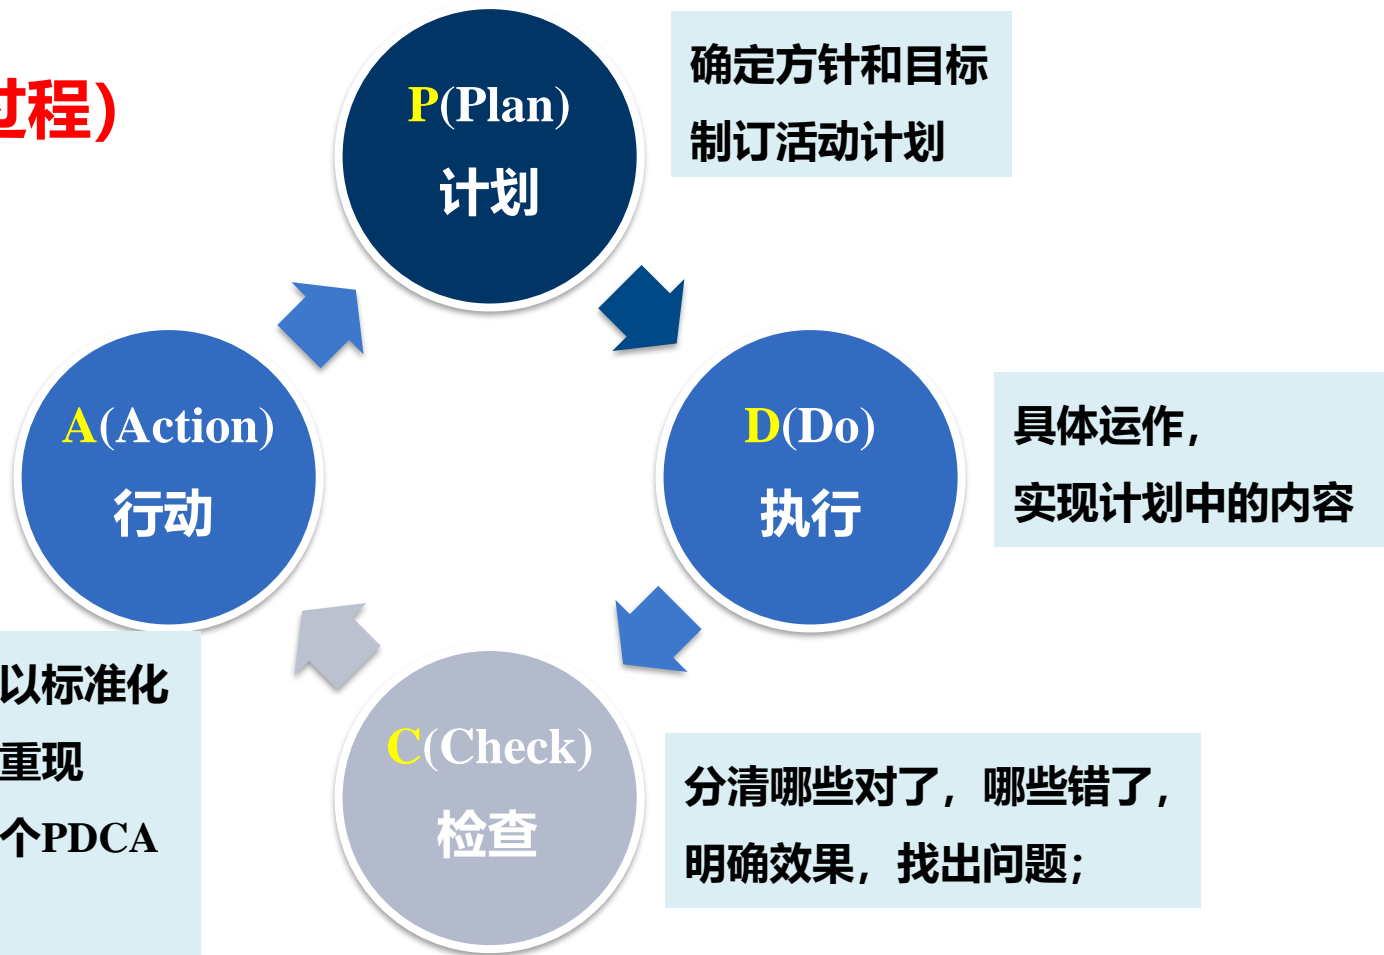 过程)
P(Plan)
计划
确定方针和目标
制订活动计划
D(Do)
执行
具体运作，
实现计划中的内容
C(Check)
检查
分清哪些对了，哪些错了，
明确效果，找出问题；
A(Action)
行动
以标准化
重现
个PDCA